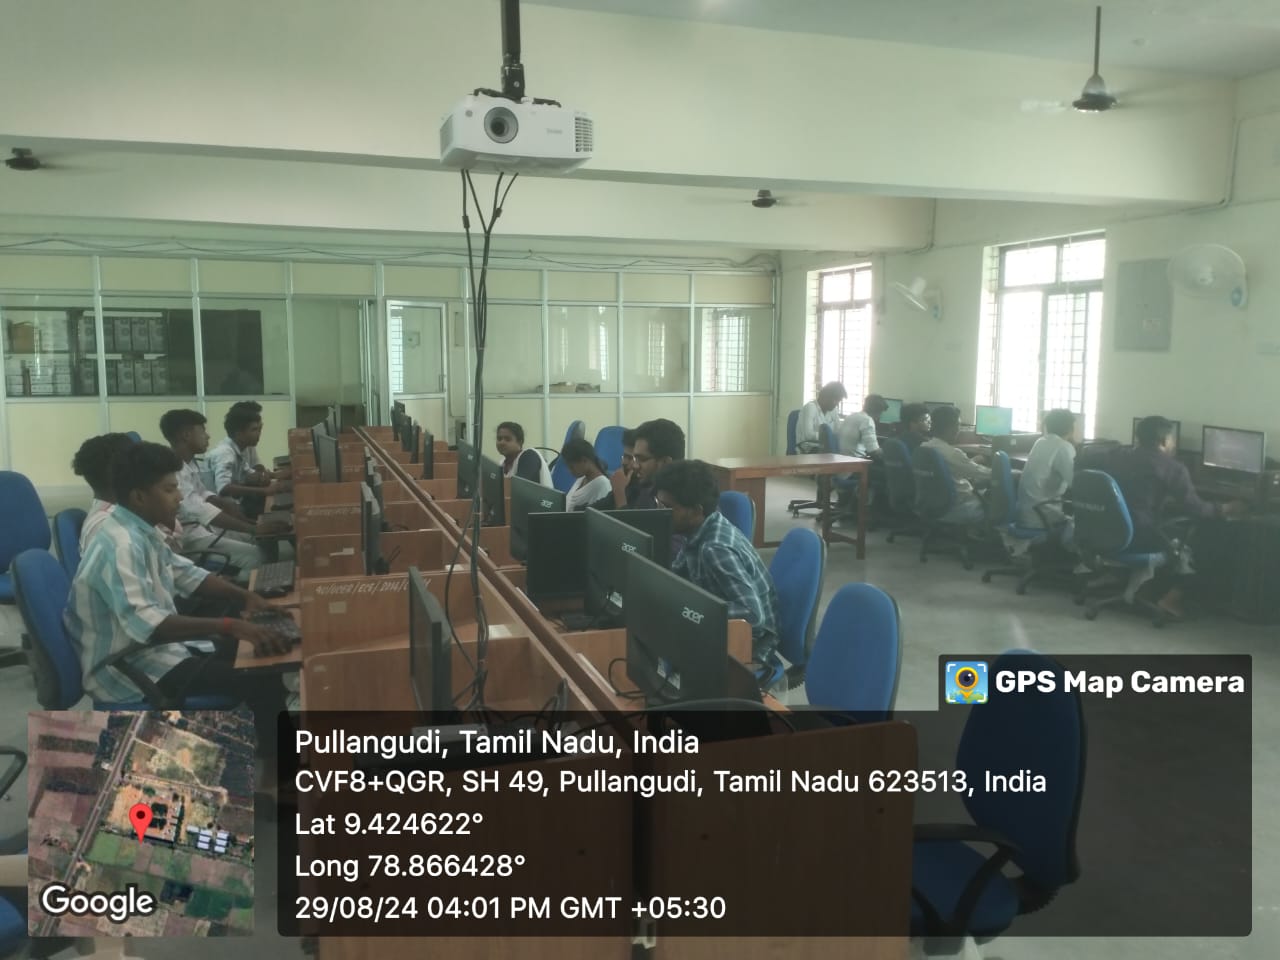 acer
acer
acer
GPS Map Camera
Pullangudi, Tamil Nadu, India
CVF8+QGR, SH 49, Pullangudi, Tamil Nadu 623513, India
Lat 9.424622°
Long 78.866428°
29/08/24 04:01 PM GMT +05:30
Google